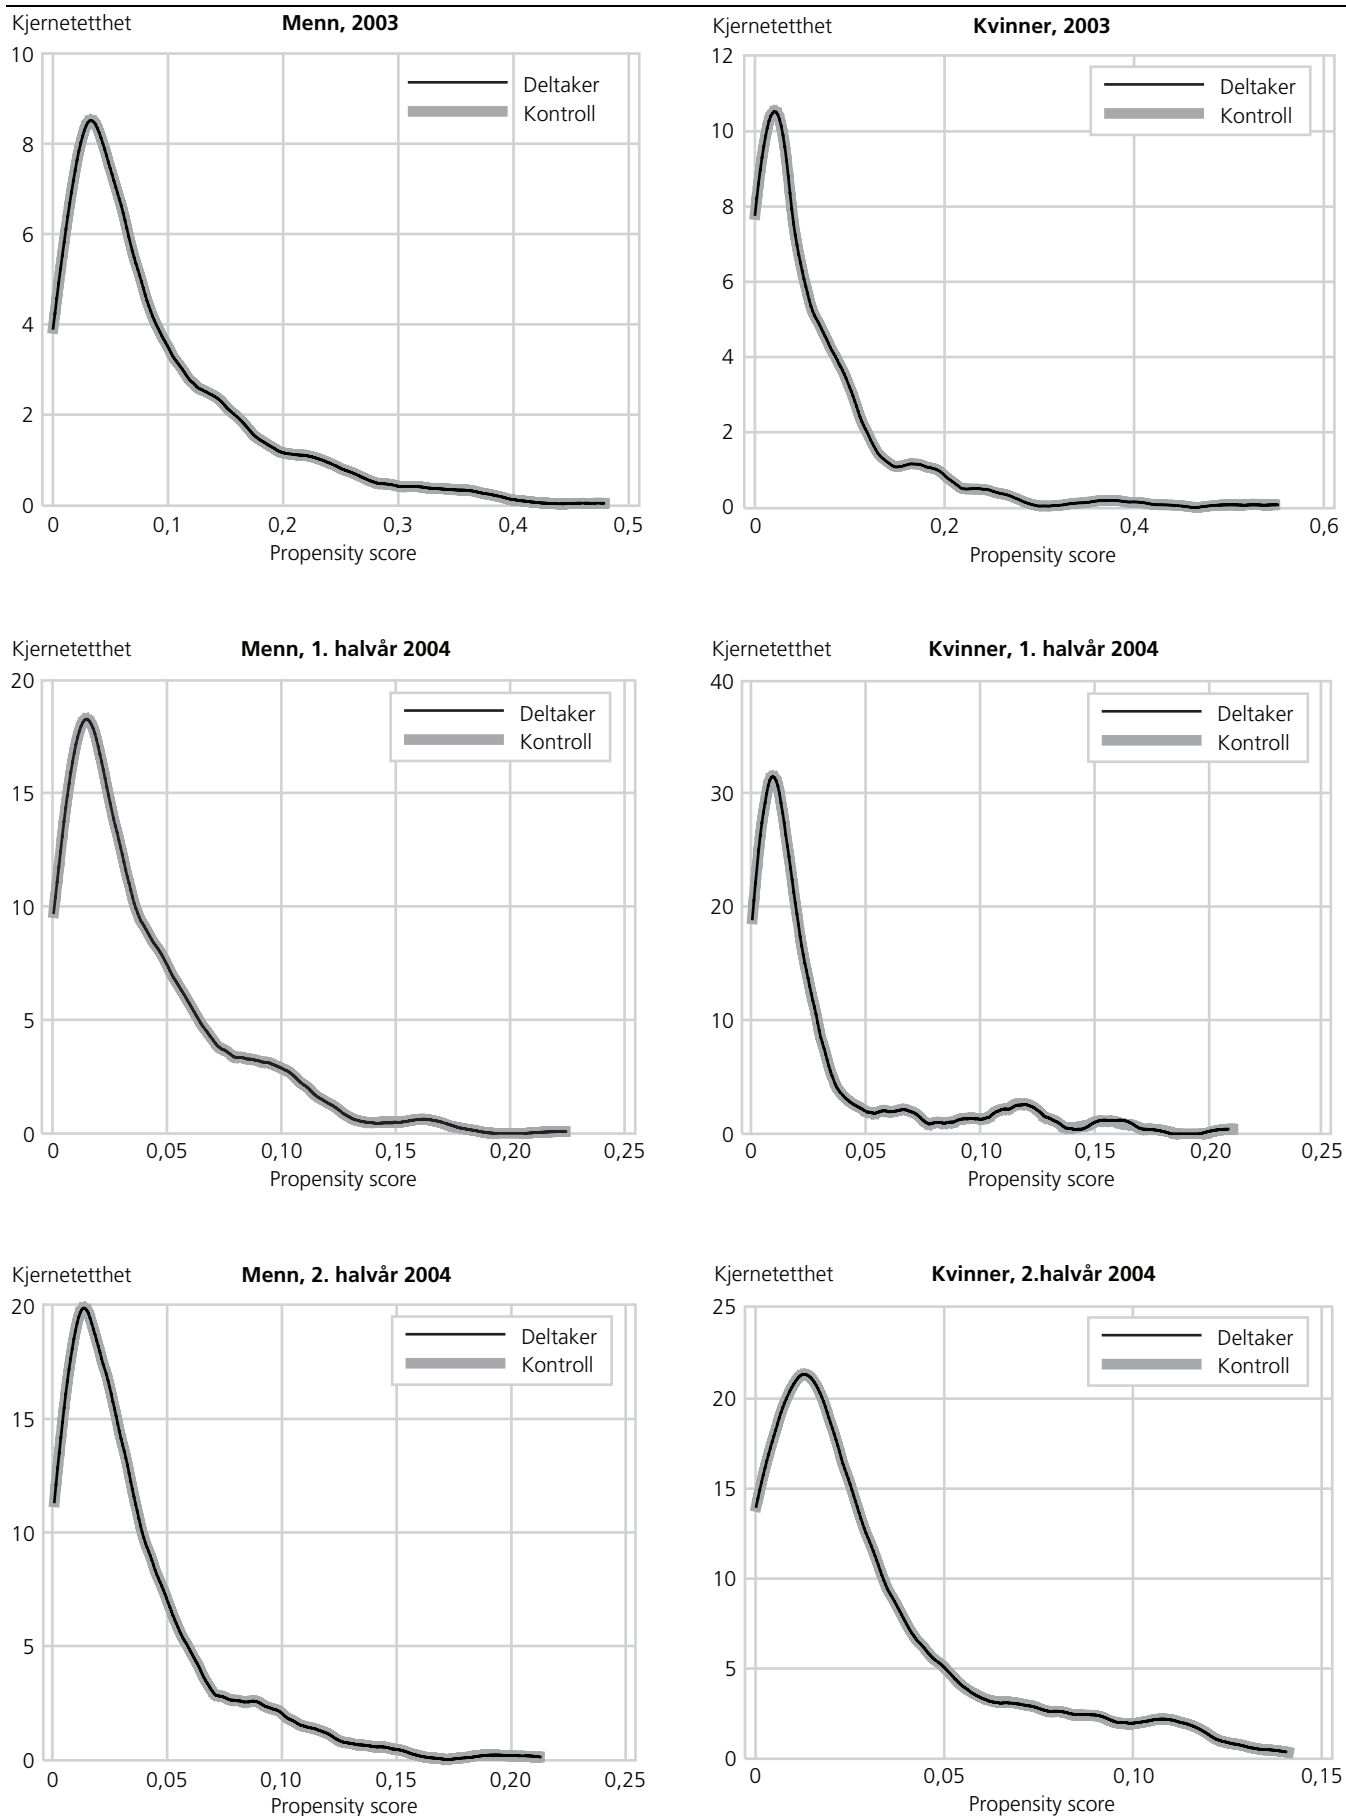 Kjernetetthet
Menn, 2003
10
8
6
4
2
0
Deltaker
Kontroll
0 0,1 0,2 0,3 0,4 0,5
Propensity score
Kjernetetthet
Kvinner, 2003
12
10
8
6
4
2
0
Deltaker
Kontroll
0 0,2 0,4 0,6
Propensity score
Kjernetetthet
Menn, 1. halvår 2004
20
15
10
5
0
Deltaker
Kontroll
0 0,05 0,10 0,15 0,20 0,25
Propensity score
Kjernetetthet
Kvinner, 1. halvår 2004
40
30
20
10
0
Deltaker
Kontroll
0 0,05 0,10 0,15 0,20 0,25
Propensity score
Kjernetetthet
Menn, 2. halvår 2004
20
15
10
5
0
Deltaker
Kontroll
0 0,05 0,10 0,15 0,20 0,25
Propensity score
Kjernetetthet
Kvinner, 2.halvår 2004
25
20
15
10
5
0
Deltaker
Kontroll
0 0,05 0,10 0,15
Propensity score